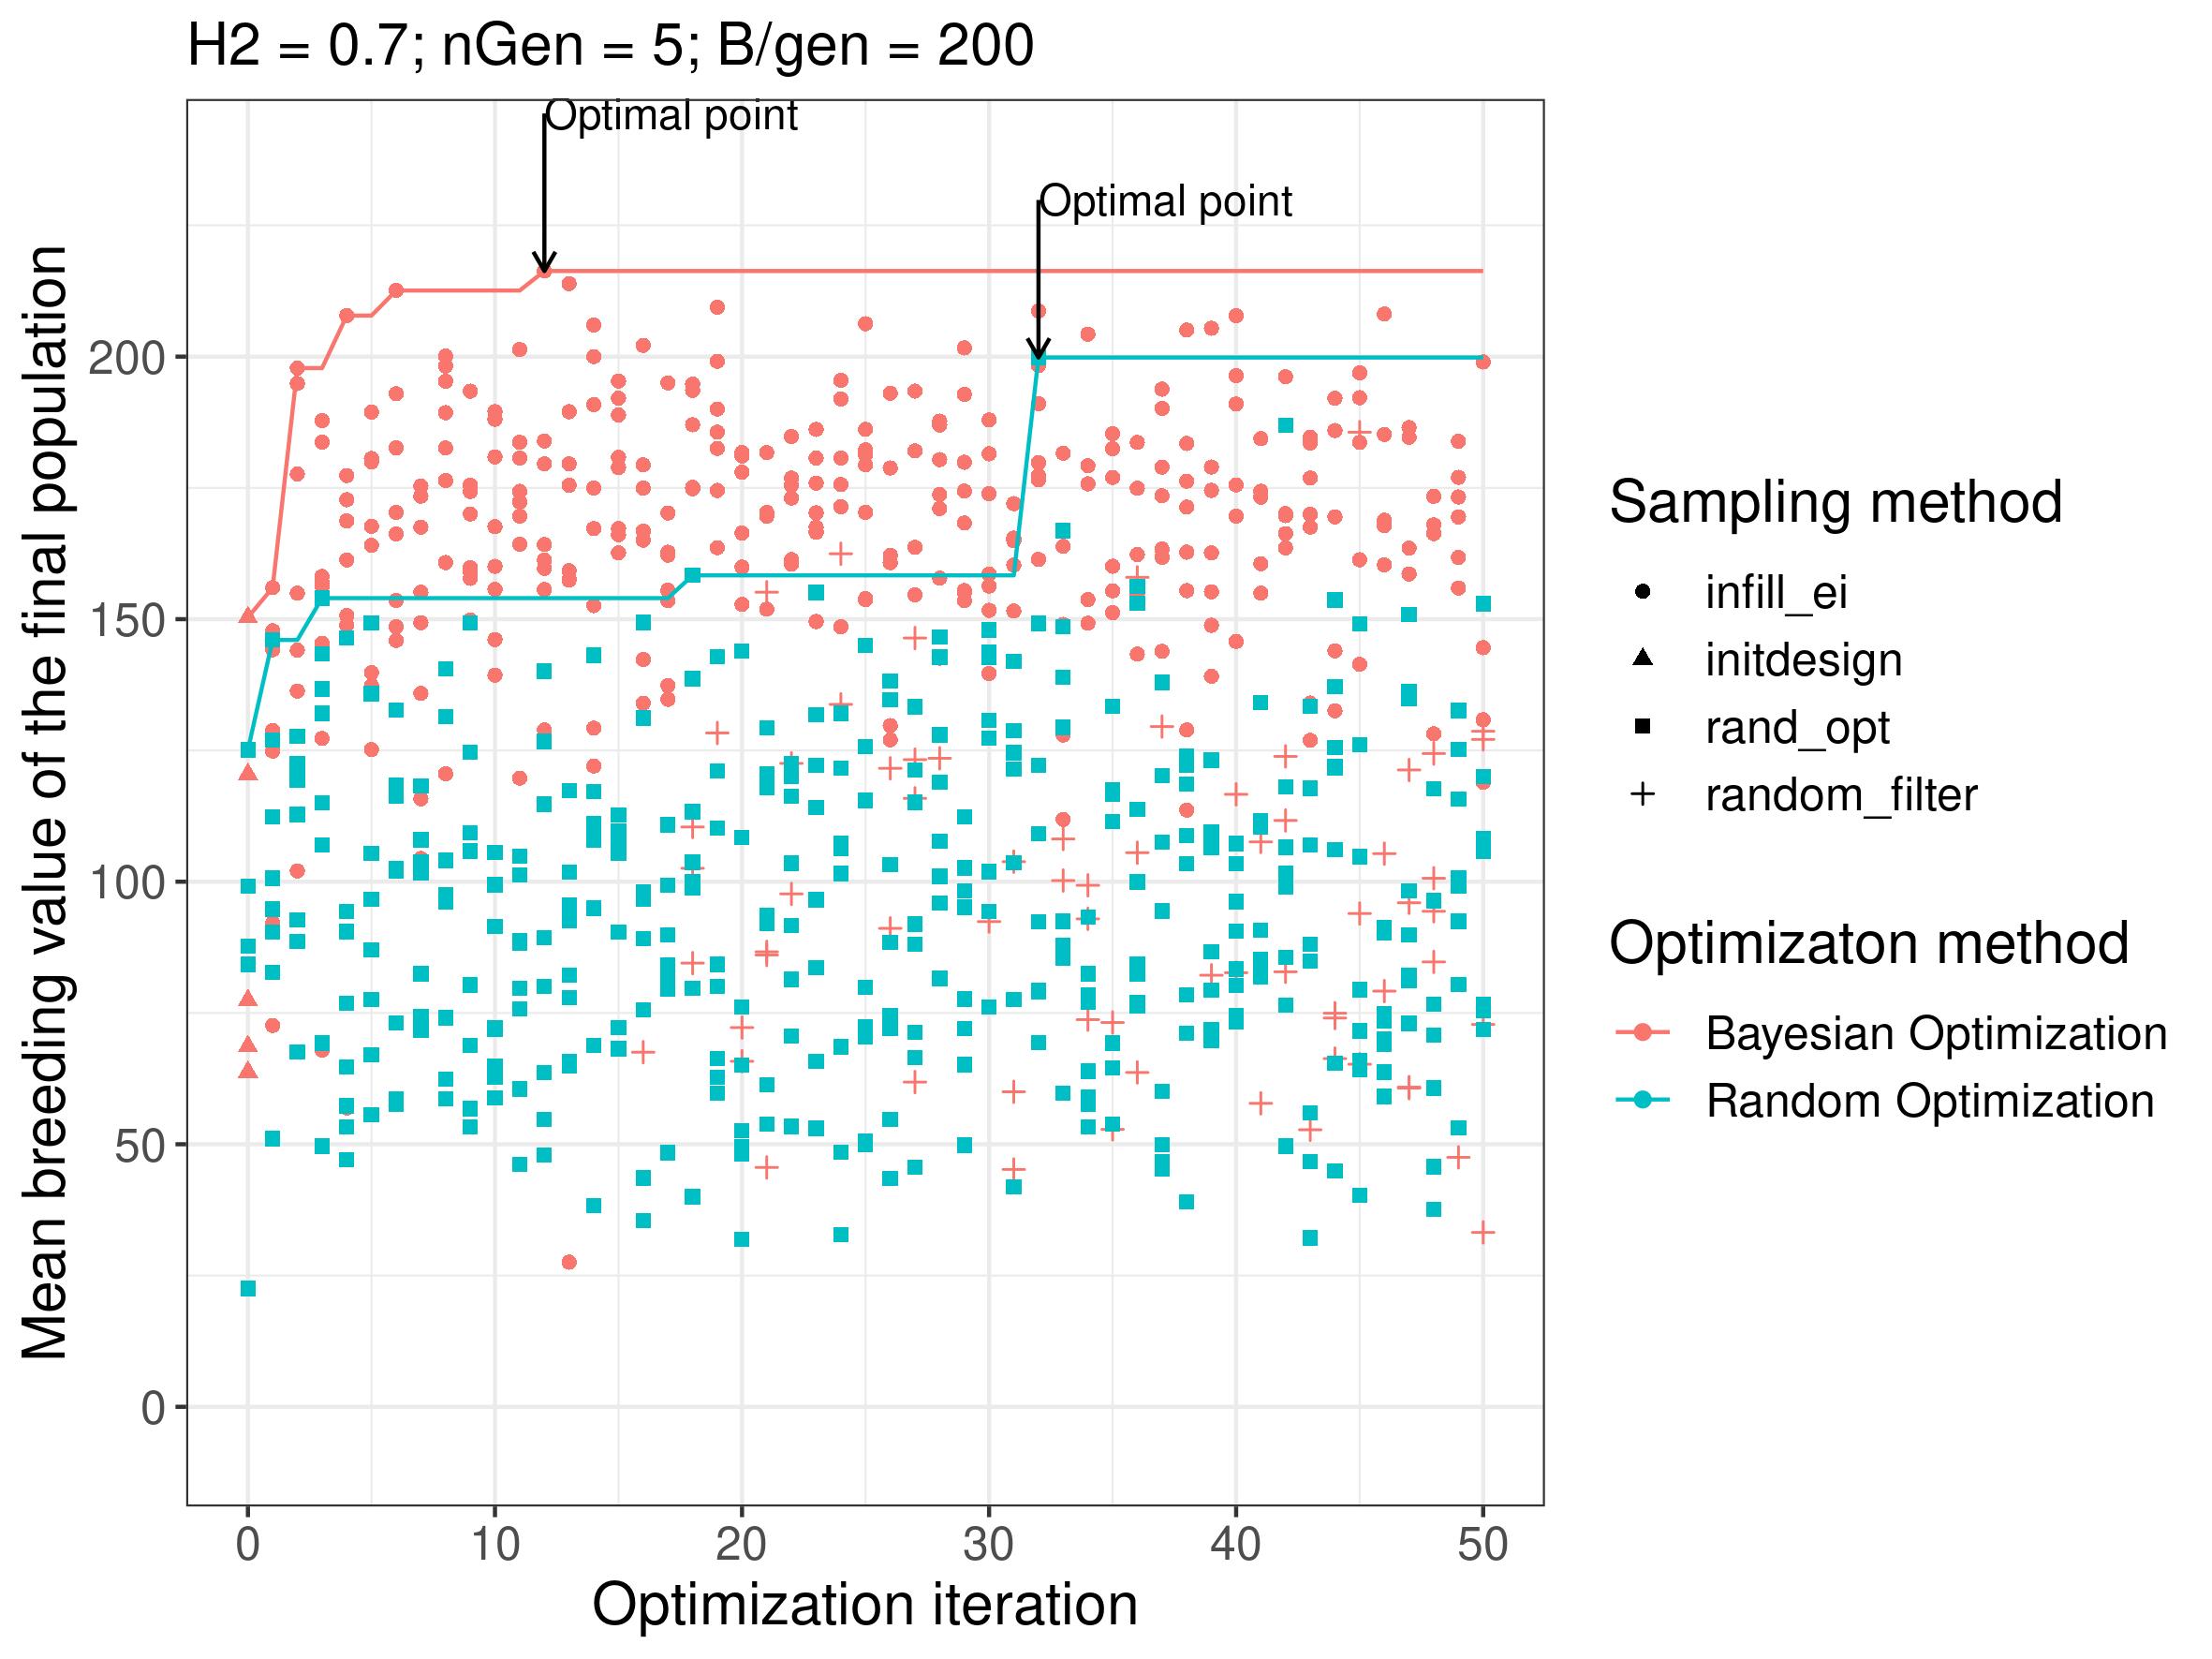 H2 = 0.7; nGen = 5; B/gen = 200
Optimal point
Optimal point
Mean breeding value of the final population
200
150
100
50
0
0 10 20 30 40 50
Optimization iteration
Sampling method
infill_ei
initdesign
rand_opt
random_filter
Optimizaton method
Bayesian Optimization
Random Optimization